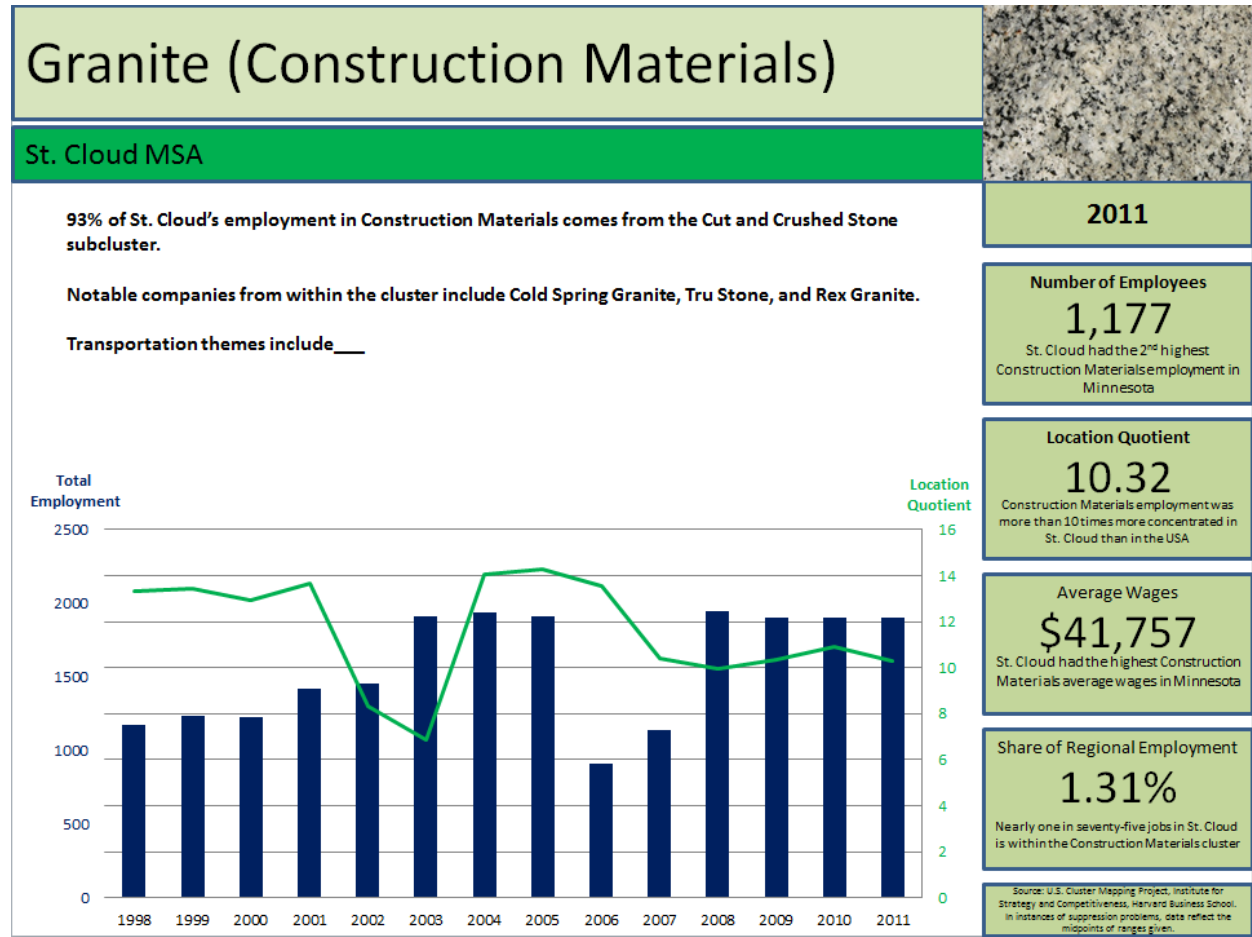 Granite (Construction Materials)
St. Cloud MSA
93% of St. Cloud's employment in Construction Materials comes from the Cut and Crushed Stone
subcluster.
Notable companies from within the cluster include Cold Spring Granite, Tru Stone, and Rex Granite.
Transportation themes include___
2011
Number of Employees
1,177
St. Cloud had the 2nd highest
Construction Materials employment in
Minnesota
Location Quotient
10.32
Construction Materials employment was
more than 10 times more concentrated in
St. Cloud than in the USA
Average Wages
$41,757
St. Cloud had the highest Construction
Materials average wages in Minnesota
Share of Regional Employment
1.31%
Nearly one in seventy-five jobs in St. Cloud
is within the Construction Materials cluster
Source: U.S. Cluster Mapping Project, Institute for
Strategy and Competitiveness, Harvard Business School.
In instances of suppression problems, data reflect the
midpoints of ranges given.
Total
Employment
2500
2000
1500
1000
500
0
Location
Quotient
16
14
12
10
8
6
4
2
0
1998 1999 2000 2001 2002 2003 2004 2005 2006 2007 2008 2009 2010 2011